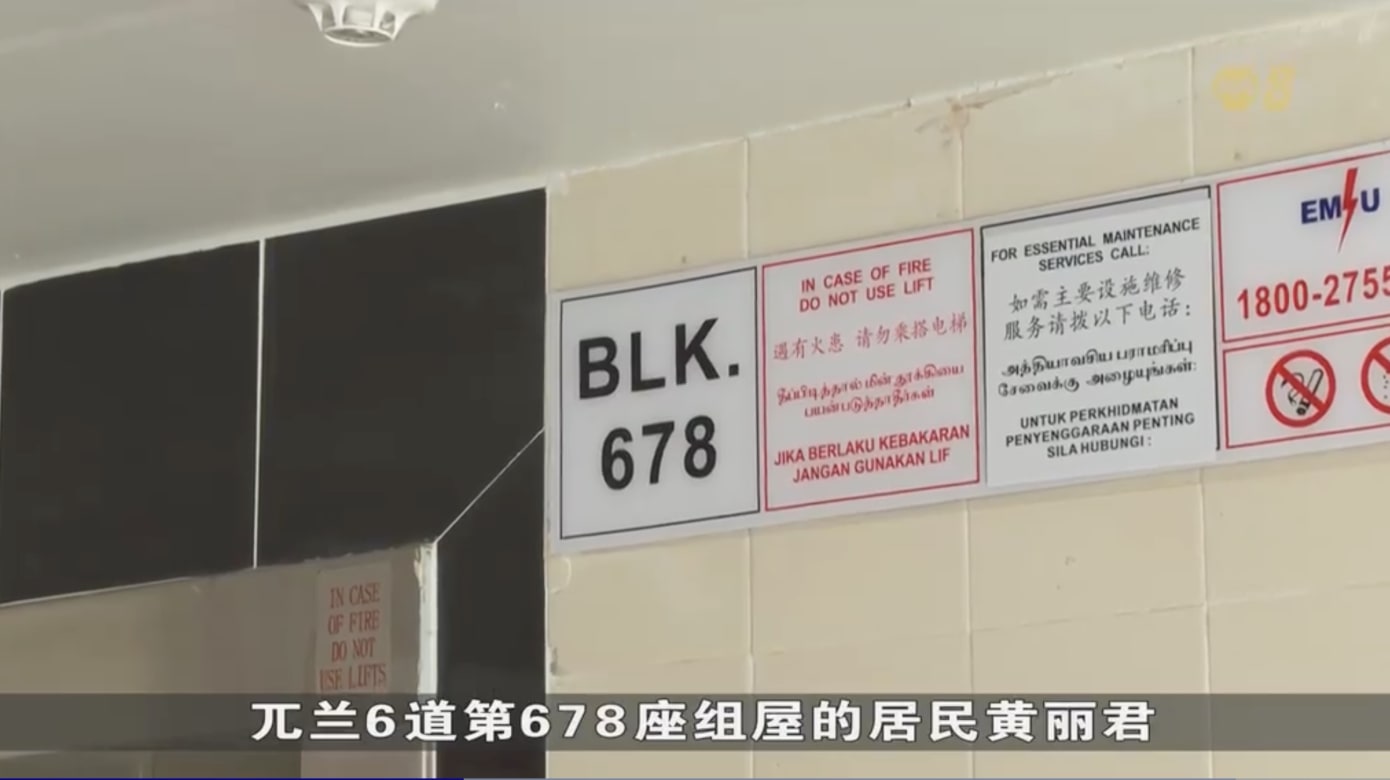 8
BLK.
678
IN CASE OF FIRE
DO NOT USE LIFT
遇有火患 请勿乘搭电梯
தீப்பிடித்தால் மின்தூக்கியை
பயன்படுத்தாதீர்கள்
JIKA BERLAKU KEBAKARAN
JANGAN GUNAKAN LIF
FOR ESSENTIAL MAINTENANCE
SERVICES CALL:
如需主要设施维修
服务请拨以下电话:
அத்தியாவசிய பராமரிப்பு
சேவைக்கு அழையுங்கள்:
UNTUK PERKHIDMATAN
PENYENGGARAAN PENTING
SILA HUBUNGI :
EM U
1800-2755
IN CASE
OF FIRE
DO NOT
USE LIFTS
兀兰6道第678座组屋的居民黄丽君